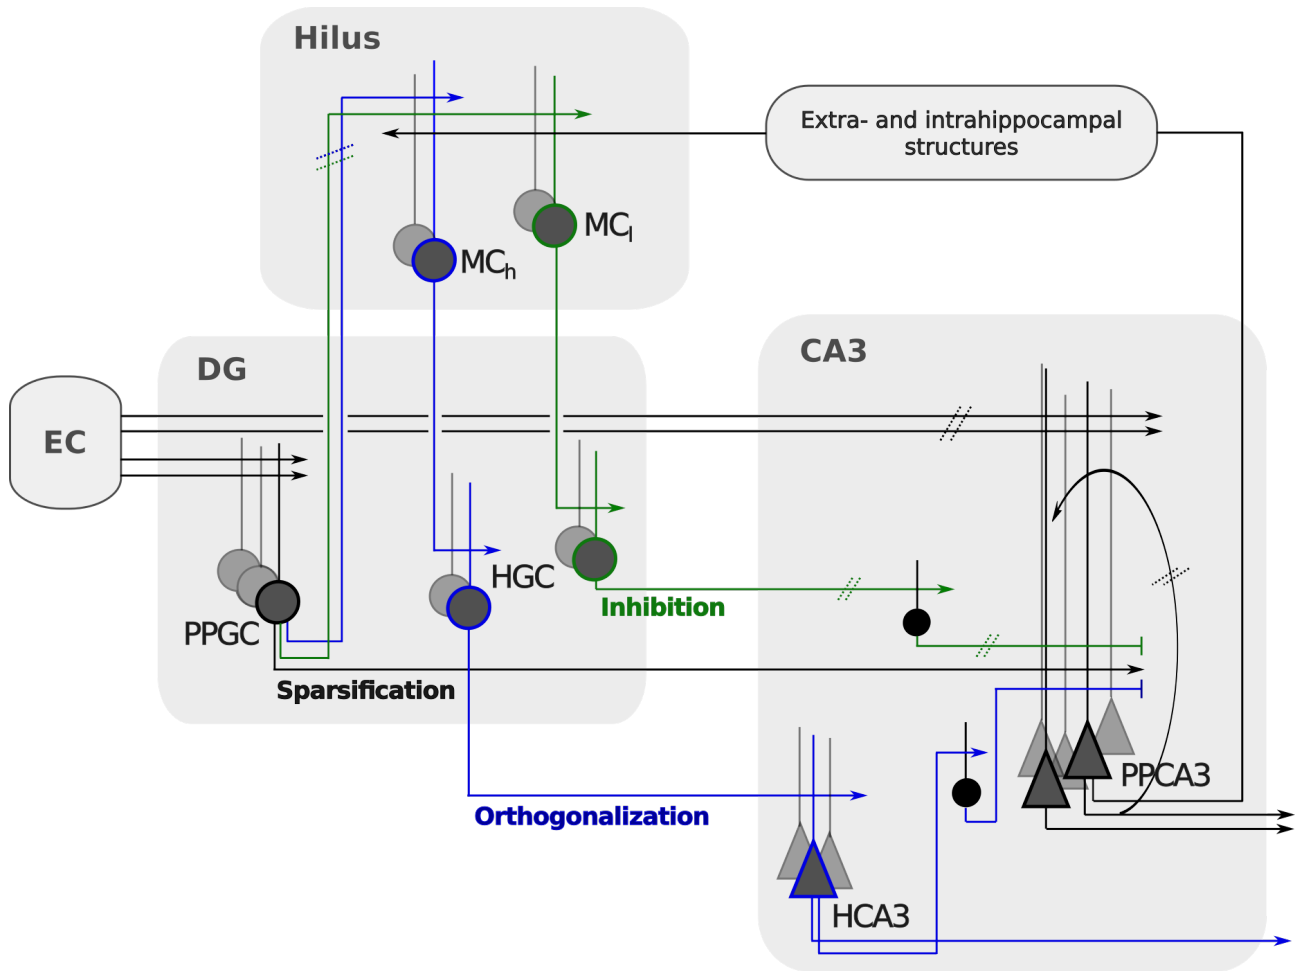 Hilus
Extra- and intrahippocampal
structures
MCl
MCh
CA3
DG
EC
HGC
Inhibition
PPGC
Sparsification
PPCA3
Orthogonalization
HCA3